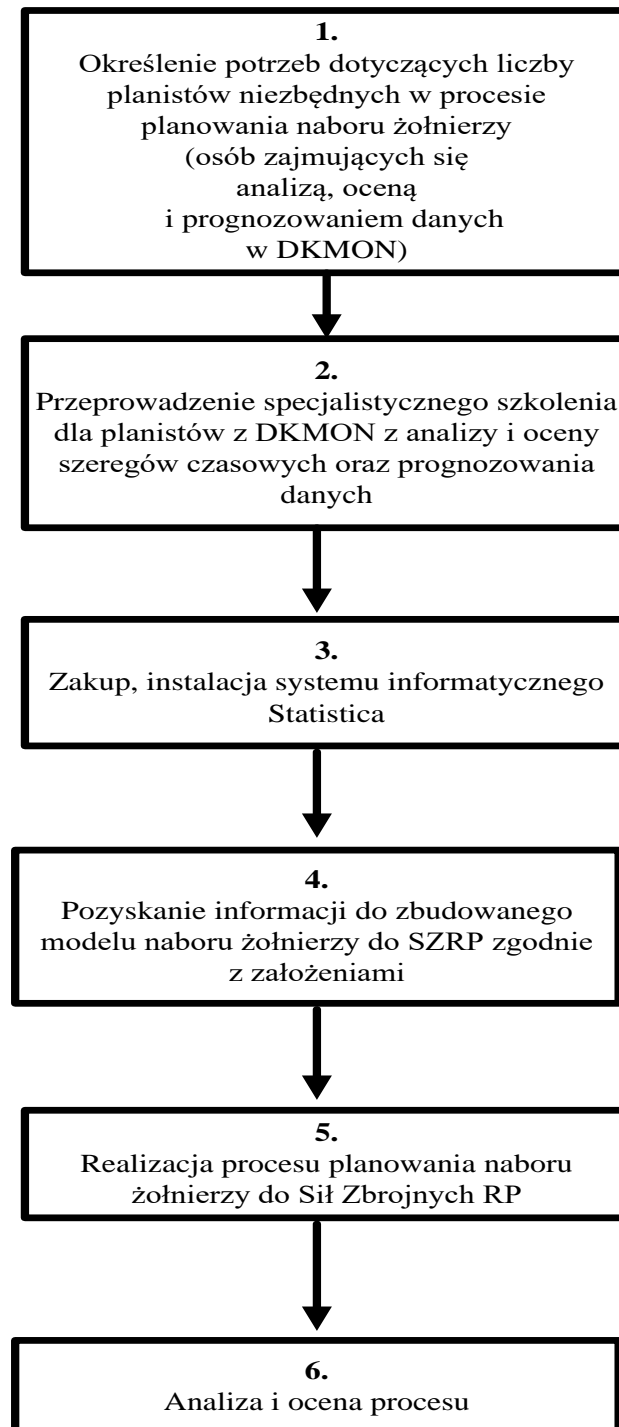 1.
Określenie potrzeb dotyczących liczby
planistów niezbędnych w procesie
planowania naboru żołnierzy
(osób zajmujących się
analizą, oceną
i prognozowaniem danych
w DKMON)
2.
Przeprowadzenie specjalistycznego szkolenia
dla planistów z DKMON z analizy i oceny
szeregów czasowych oraz prognozowania
danych
3.
Zakup, instalacja systemu informatycznego
Statistica
4.
Pozyskanie informacji do zbudowanego
modelu naboru żołnierzy do SZRP zgodnie
z założeniami
5.
Realizacja procesu planowania naboru
żołnierzy do Sił Zbrojnych RP
6.
Analiza i ocena procesu